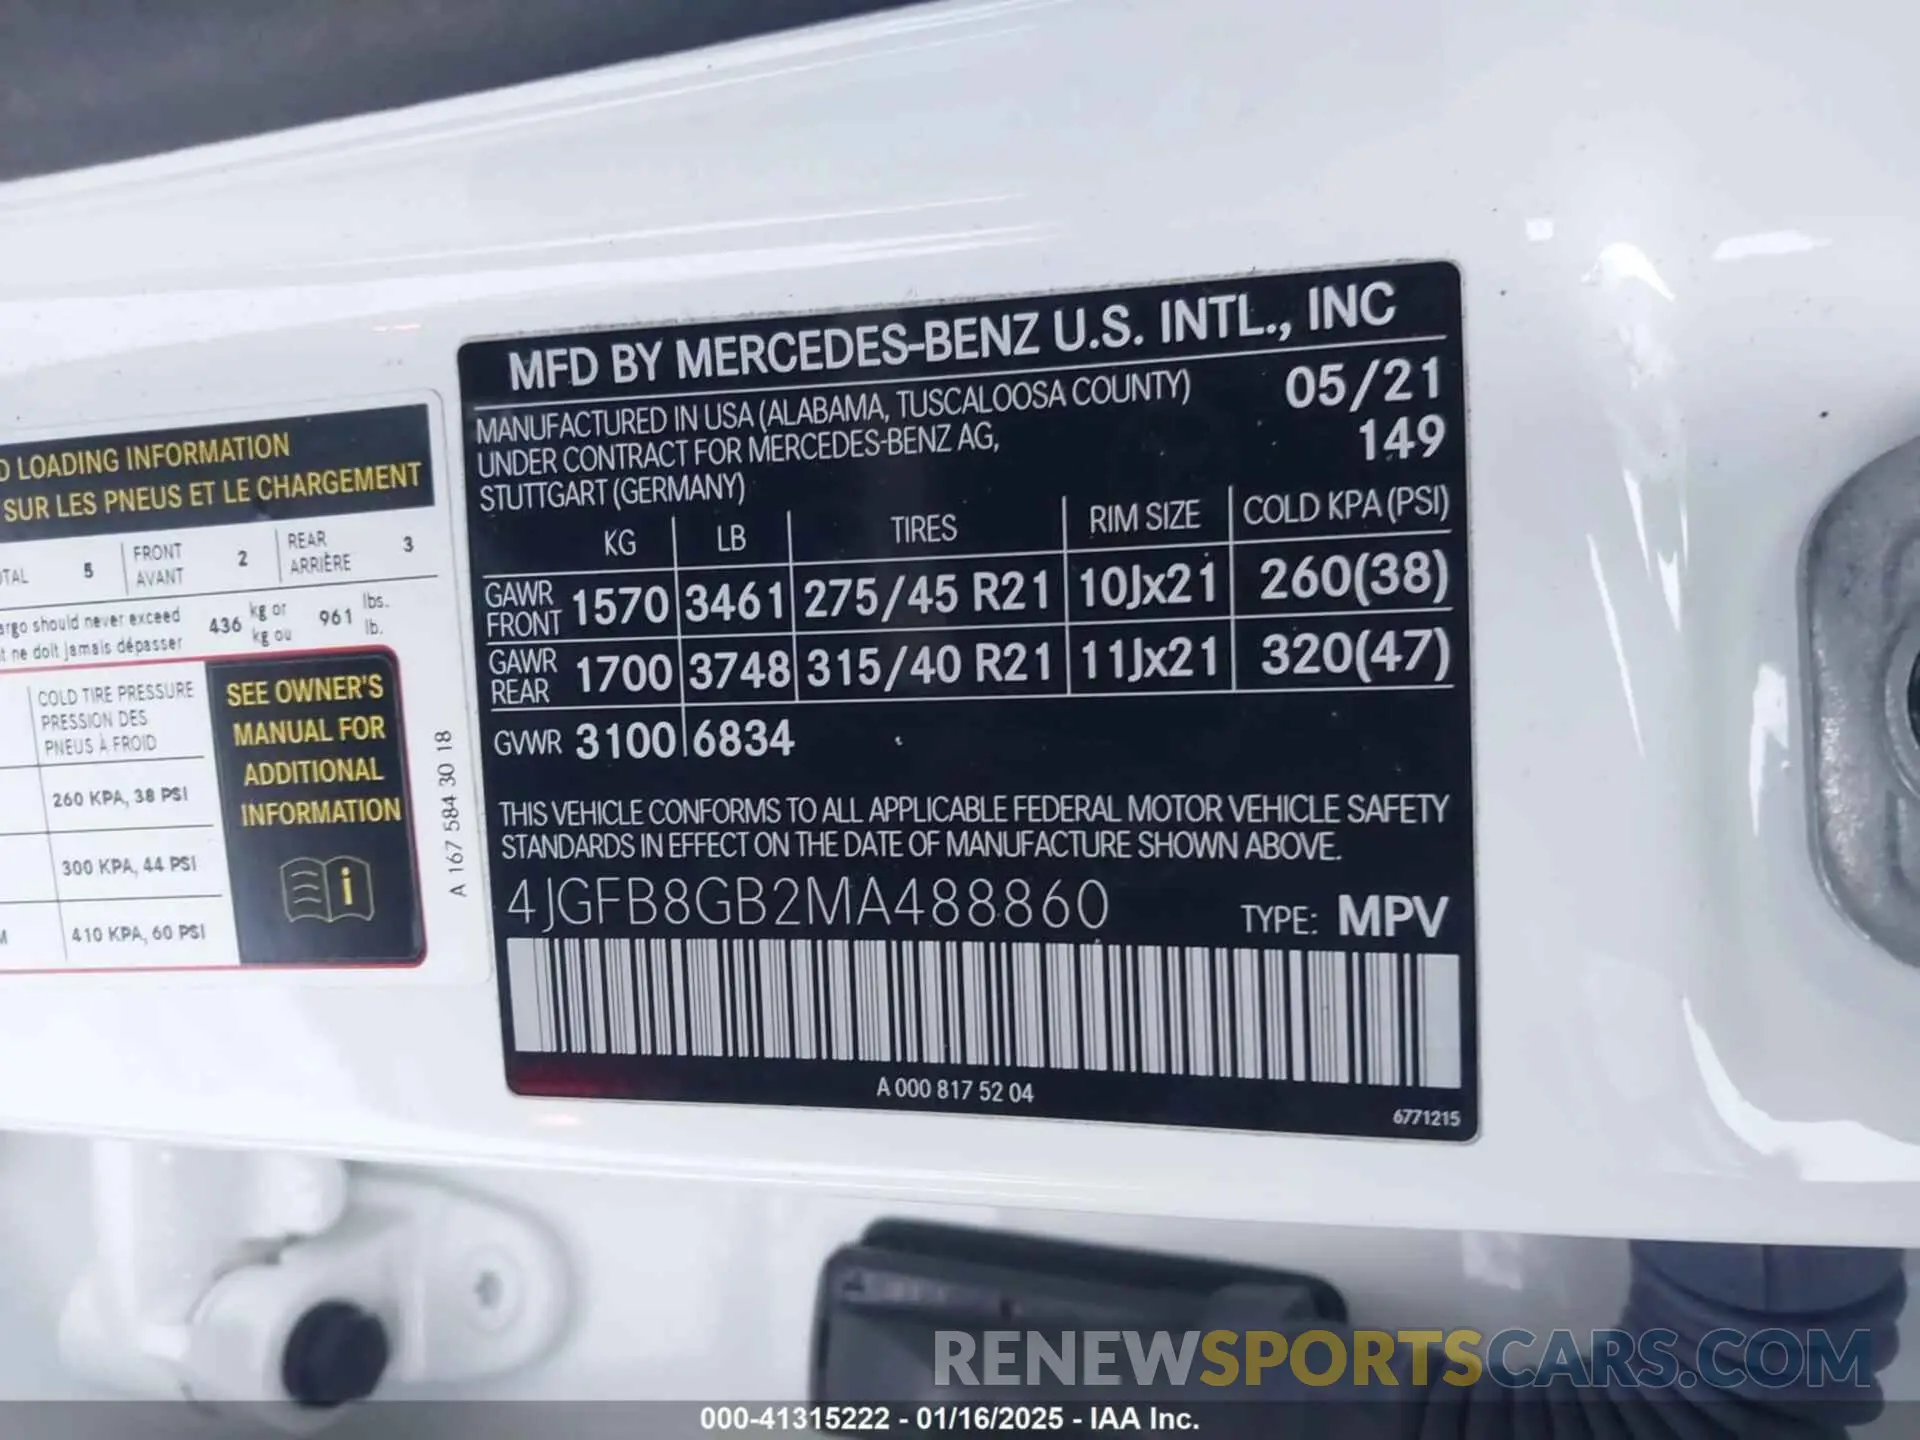 MFD BY MERCEDES-BENZ U.S. INTL., INC
MANUFACTURED IN USA (ALABAMA, TUSCALOOSA COUNTY) 05/21
UNDER CONTRACT FOR MERCEDES-BENZ AG, 149
STUTTGART (GERMANY)
KG LB TIRES RIM SIZE COLD KPA (PSI)
GAWR FRONT 1570 3461 275/45 R21 10Jx21 260(38)
GAWR REAR 1700 3748 315/40 R21 11Jx21 320(47)
GVWR 3100 6834
THIS VEHICLE CONFORMS TO ALL APPLICABLE FEDERAL MOTOR VEHICLE SAFETY
STANDARDS IN EFFECT ON THE DATE OF MANUFACTURE SHOWN ABOVE.
4JGFB8GB2MA488860 TYPE: MPV
A 000 817 52 04
6771215
LOADING INFORMATION
SUR LES PNEUS ET LE CHARGEMENT
5 FRONT AVANT 2 REAR ARRIÈRE 3
should never exceed 436 kg or 961 lbs.
ne doit jamais dépasser kg ou lb.
COLD TIRE PRESSURE
PRESSION DES
PNEUS À FROID
260 KPA, 38 PSI
300 KPA, 44 PSI
410 KPA, 60 PSI
SEE OWNER'S
MANUAL FOR
ADDITIONAL
INFORMATION
i
A 167 584 30 18
RENEWSPORTSCARS.COM
000-41315222 - 01/16/2025 - IAA Inc.